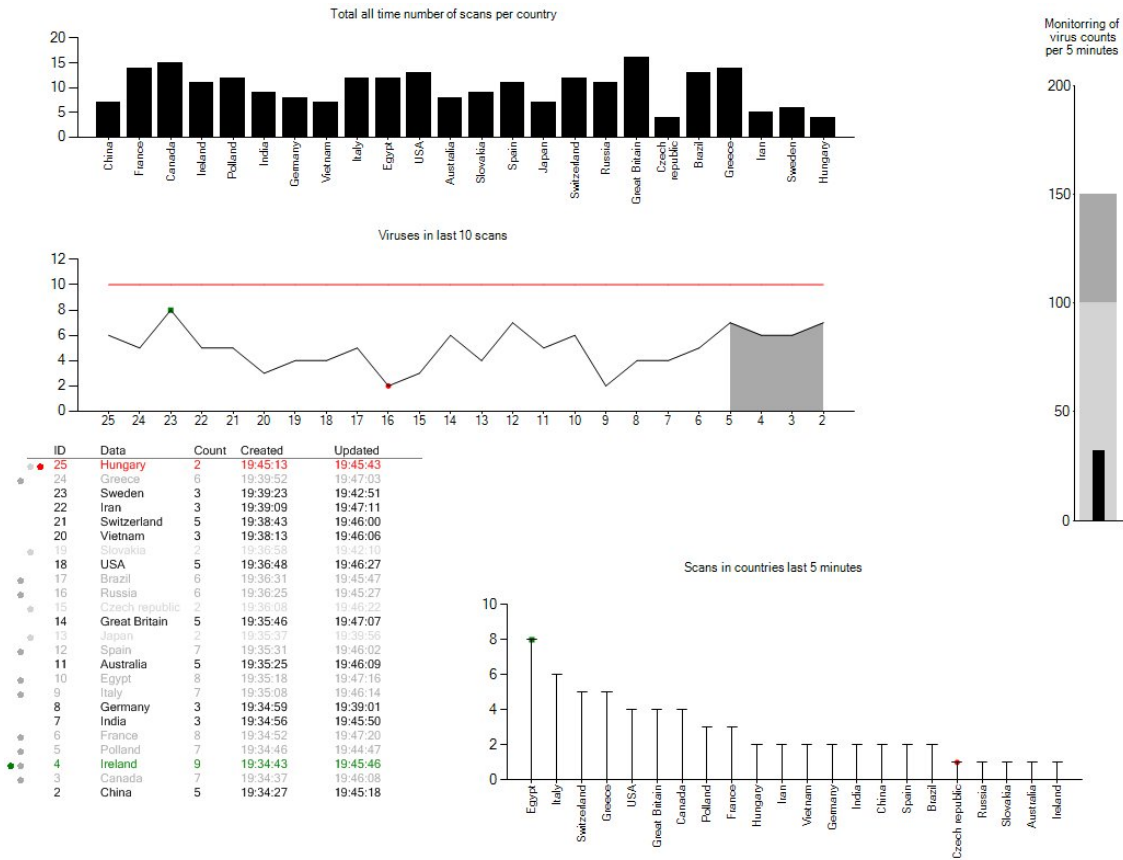 Total all time number of scans per country
20
15
10
5
0
China
France
Canada
Ireland
Polland
India
Germany
Vietnam
Italy
Egypt
USA
Australia
Slovakia
Spain
Japan
Switzerland
Russia
Great Britain
Czech
republic
Brazil
Greece
Iran
Sweden
Hungary
Monitorring of
virus counts
per 5 minutes
200
150
100
50
0
Viruses in last 10 scans
12
10
8
6
4
2
0
25 24 23 22 21 20 19 18 17 16 15 14 13 12 11 10 9 8 7 6 5 4 3 2
ID Data Count Created Updated
25 Hungary 2 19:45:13 19:45:43
24 Greece 6 19:39:52 19:47:03
23 Sweden 3 19:39:23 19:42:51
22 Iran 3 19:39:09 19:47:11
21 Switzerland 5 19:38:43 19:46:00
20 Vietnam 3 19:38:13 19:46:06
19 Slovakia 2 19:36:58 19:42:10
18 USA 5 19:36:48 19:46:27
17 Brazil 6 19:36:31 19:45:47
16 Russia 6 19:36:25 19:45:27
15 Czech republic 2 19:36:08 19:46:22
14 Great Britain 5 19:35:46 19:47:07
13 Japan 2 19:35:37 19:39:56
12 Spain 7 19:35:31 19:46:02
11 Australia 5 19:35:25 19:46:09
10 Egypt 8 19:35:18 19:47:16
9 Italy 7 19:35:08 19:46:14
8 Germany 3 19:34:59 19:39:01
7 India 3 19:34:56 19:45:50
6 France 8 19:34:52 19:47:20
5 Polland 7 19:34:46 19:44:47
4 Ireland 9 19:34:43 19:45:46
3 Canada 7 19:34:37 19:46:08
2 China 5 19:34:27 19:45:18
Scans in countries last 5 minutes
10
8
6
4
2
0
Egypt
Italy
Switzerland
Greece
USA
Great Britain
Canada
Polland
France
Hungary
Iran
Vietnam
Germany
India
China
Spain
Brazil
Czech republic
Russia
Slovakia
Australia
Ireland